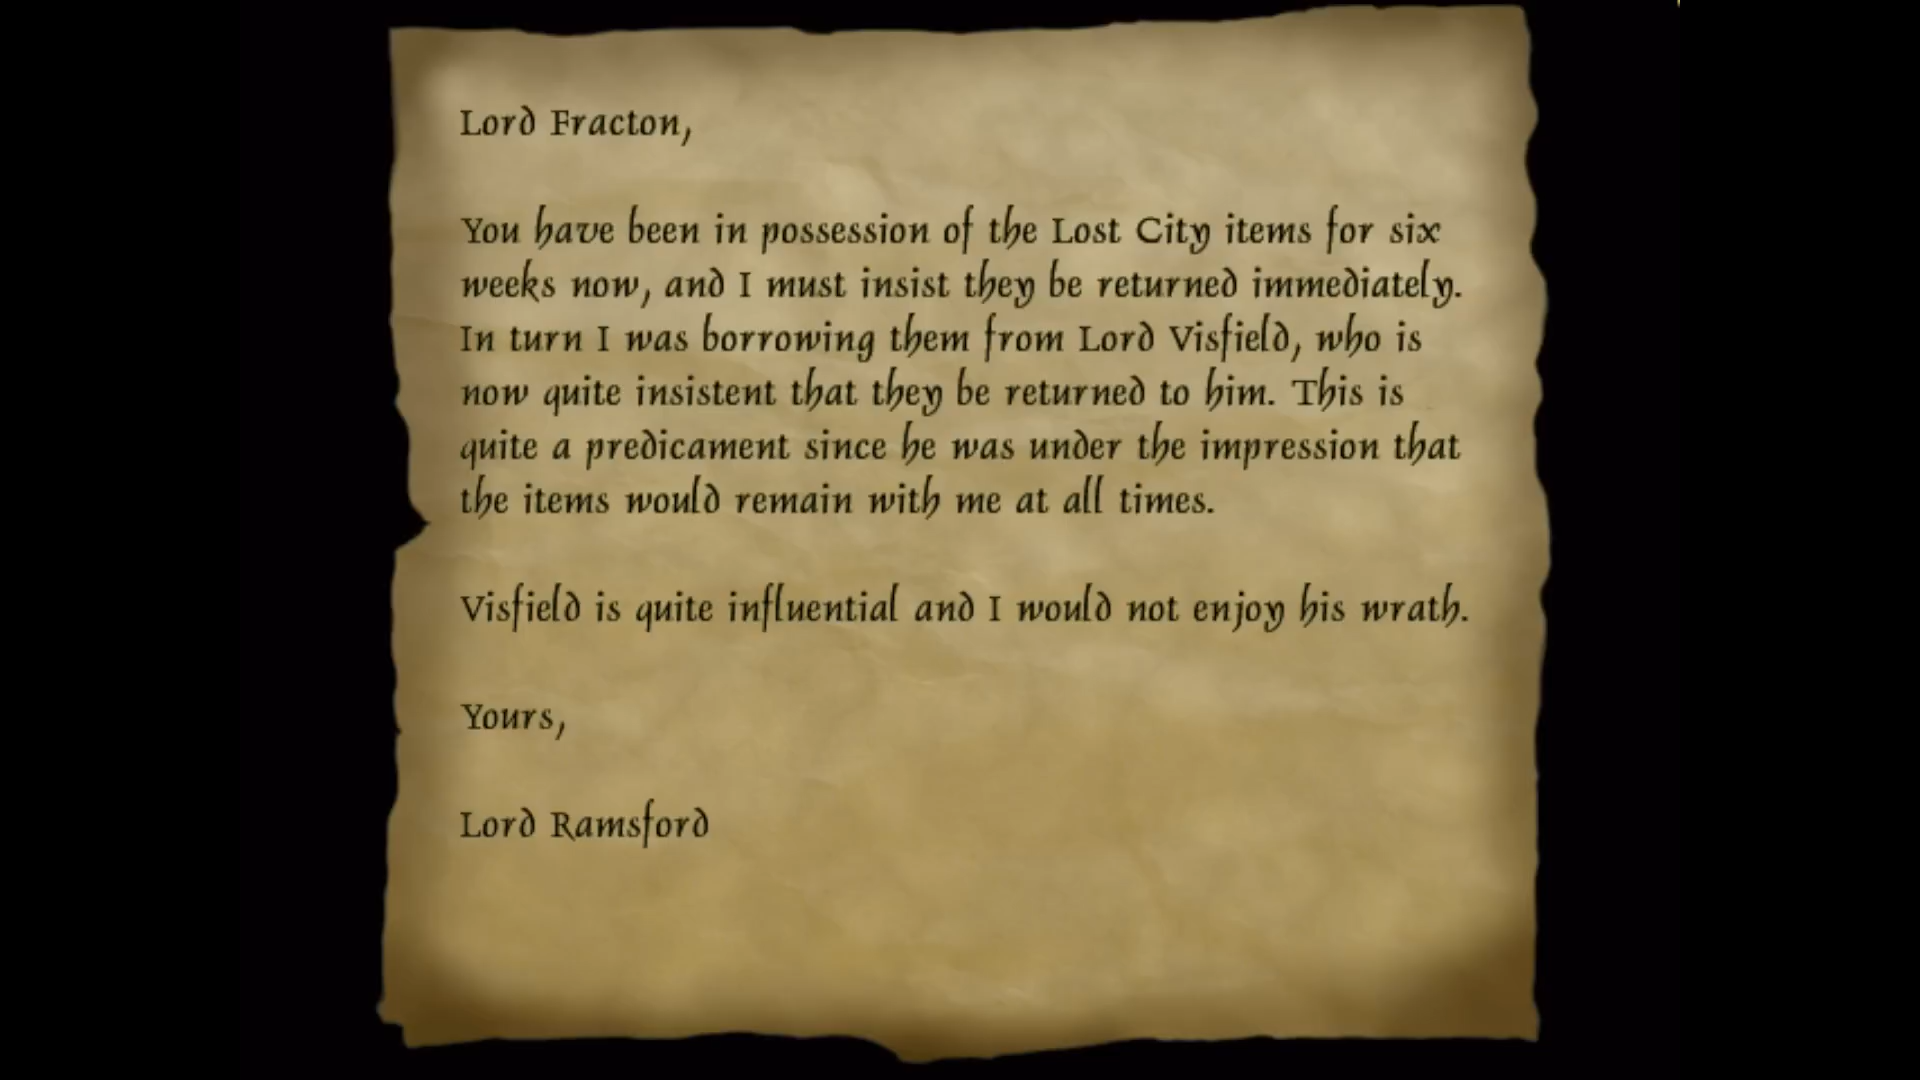 Lord Fracton,
You have been in possession of the Lost City items for six
weeks now, and I must insist they be returned immediately.
In turn I was borrowing them from Lord Visfield, who is
now quite insistent that they be returned to him. This is
quite a predicament since he was under the impression that
the items would remain with me at all times.
Visfield is quite influential and I would not enjoy his wrath.
Yours,
Lord Ramsford